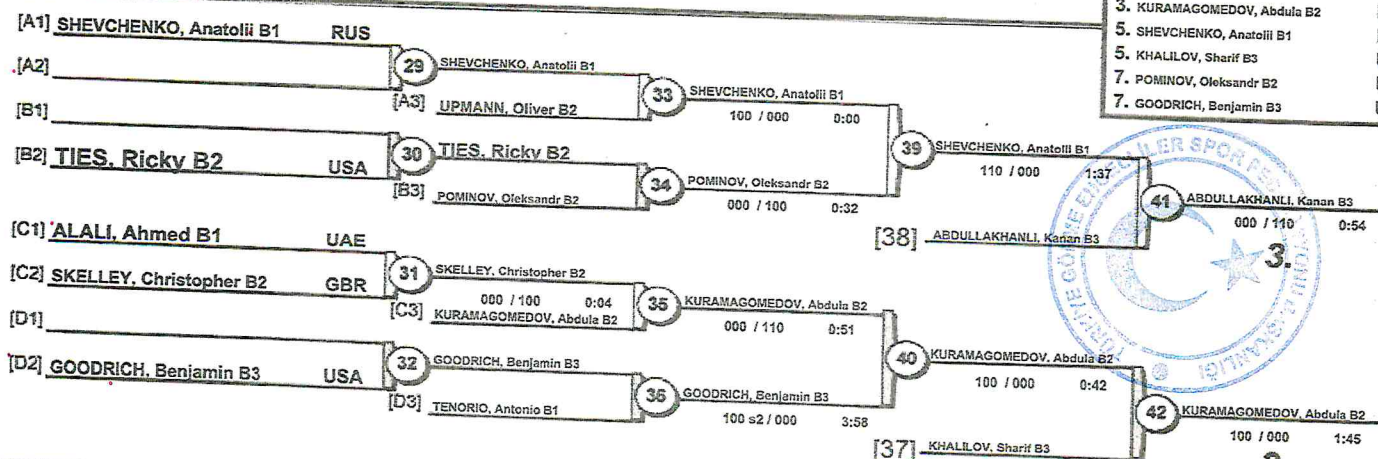 3. KURAMAGOMEDOV, Abdula B2
5. SHEVCHENKO, Anatolii B1
5. KHALILOV, Sharif B3
7. POMINOV, Oleksandr B2
7. GOODRICH, Benjamin B3
[A1] SHEVCHENKO, Anatolii B1 RUS
[A2]
29 SHEVCHENKO, Anatolii B1
[A3] UPMANN, Oliver B2
33 SHEVCHENKO, Anatolii B1
100 / 000 0:00
[B1]
[B2] TIES, Ricky B2 USA
30 TIES, Ricky B2
[B3] POMINOV, Oleksandr B2
34 POMINOV, Oleksandr B2
000 / 100 0:32
39 SHEVCHENKO, Anatolii B1
110 / 000 1:37
[38] ABDULLAKHANLI, Kanan B3
41 ABDULLAKHANLI, Kanan B3
000 / 110 0:54
3.
[C1] ALALI, Ahmed B1 UAE
[C2] SKELLEY, Christopher B2 GBR
31 SKELLEY, Christopher B2
000 / 100 0:04
[C3] KURAMAGOMEDOV, Abdula B2
35 KURAMAGOMEDOV, Abdula B2
000 / 110 0:51
[D1]
[D2] GOODRICH, Benjamin B3 USA
32 GOODRICH, Benjamin B3
[D3] TENORIO, Antonio B1
36 GOODRICH, Benjamin B3
100 s2 / 000 3:58
40 KURAMAGOMEDOV, Abdula B2
100 / 000 0:42
[37] KHALILOV, Sharif B3
42 KURAMAGOMEDOV, Abdula B2
100 / 000 1:45
TÜRKİYE GÖRME ENGELLİLER SPOR